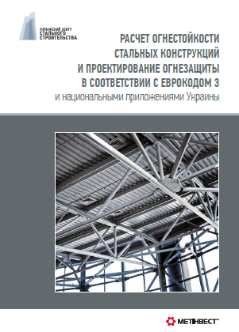 УКРАИНСКИЙ ЦЕНТР
СТАЛЬНОГО
СТРОИТЕЛЬСТВА
РАСЧЕТ ОГНЕСТОЙКОСТИ
СТАЛЬНЫХ КОНСТРУКЦИЙ
И ПРОЕКТИРОВАНИЕ ОГНЕЗАЩИТЫ
В СООТВЕТСТВИИ С ЕВРОКОДОМ 3
и национальными приложениями Украины
МЕТИНВЕСТ